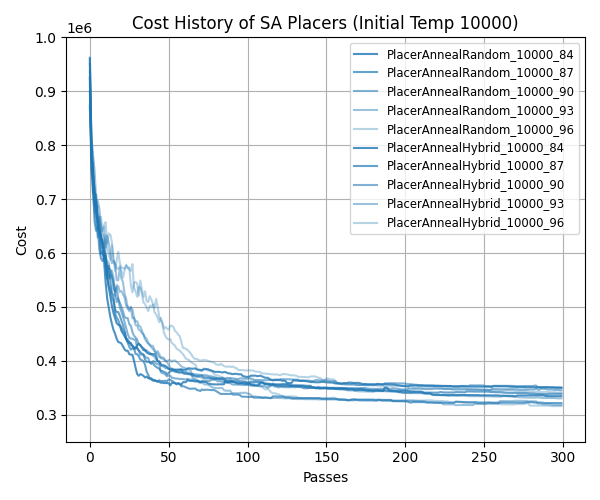 Cost History of SA Placers (Initial Temp 10000)
1e6
PlacerAnnealRandom_10000_84
PlacerAnnealRandom_10000_87
PlacerAnnealRandom_10000_90
PlacerAnnealRandom_10000_93
PlacerAnnealRandom_10000_96
PlacerAnnealHybrid_10000_84
PlacerAnnealHybrid_10000_87
PlacerAnnealHybrid_10000_90
PlacerAnnealHybrid_10000_93
PlacerAnnealHybrid_10000_96
1.0
0.9
0.8
0.7
0.6
0.5
0.4
0.3
Cost
0 50 100 150 200 250 300
Passes